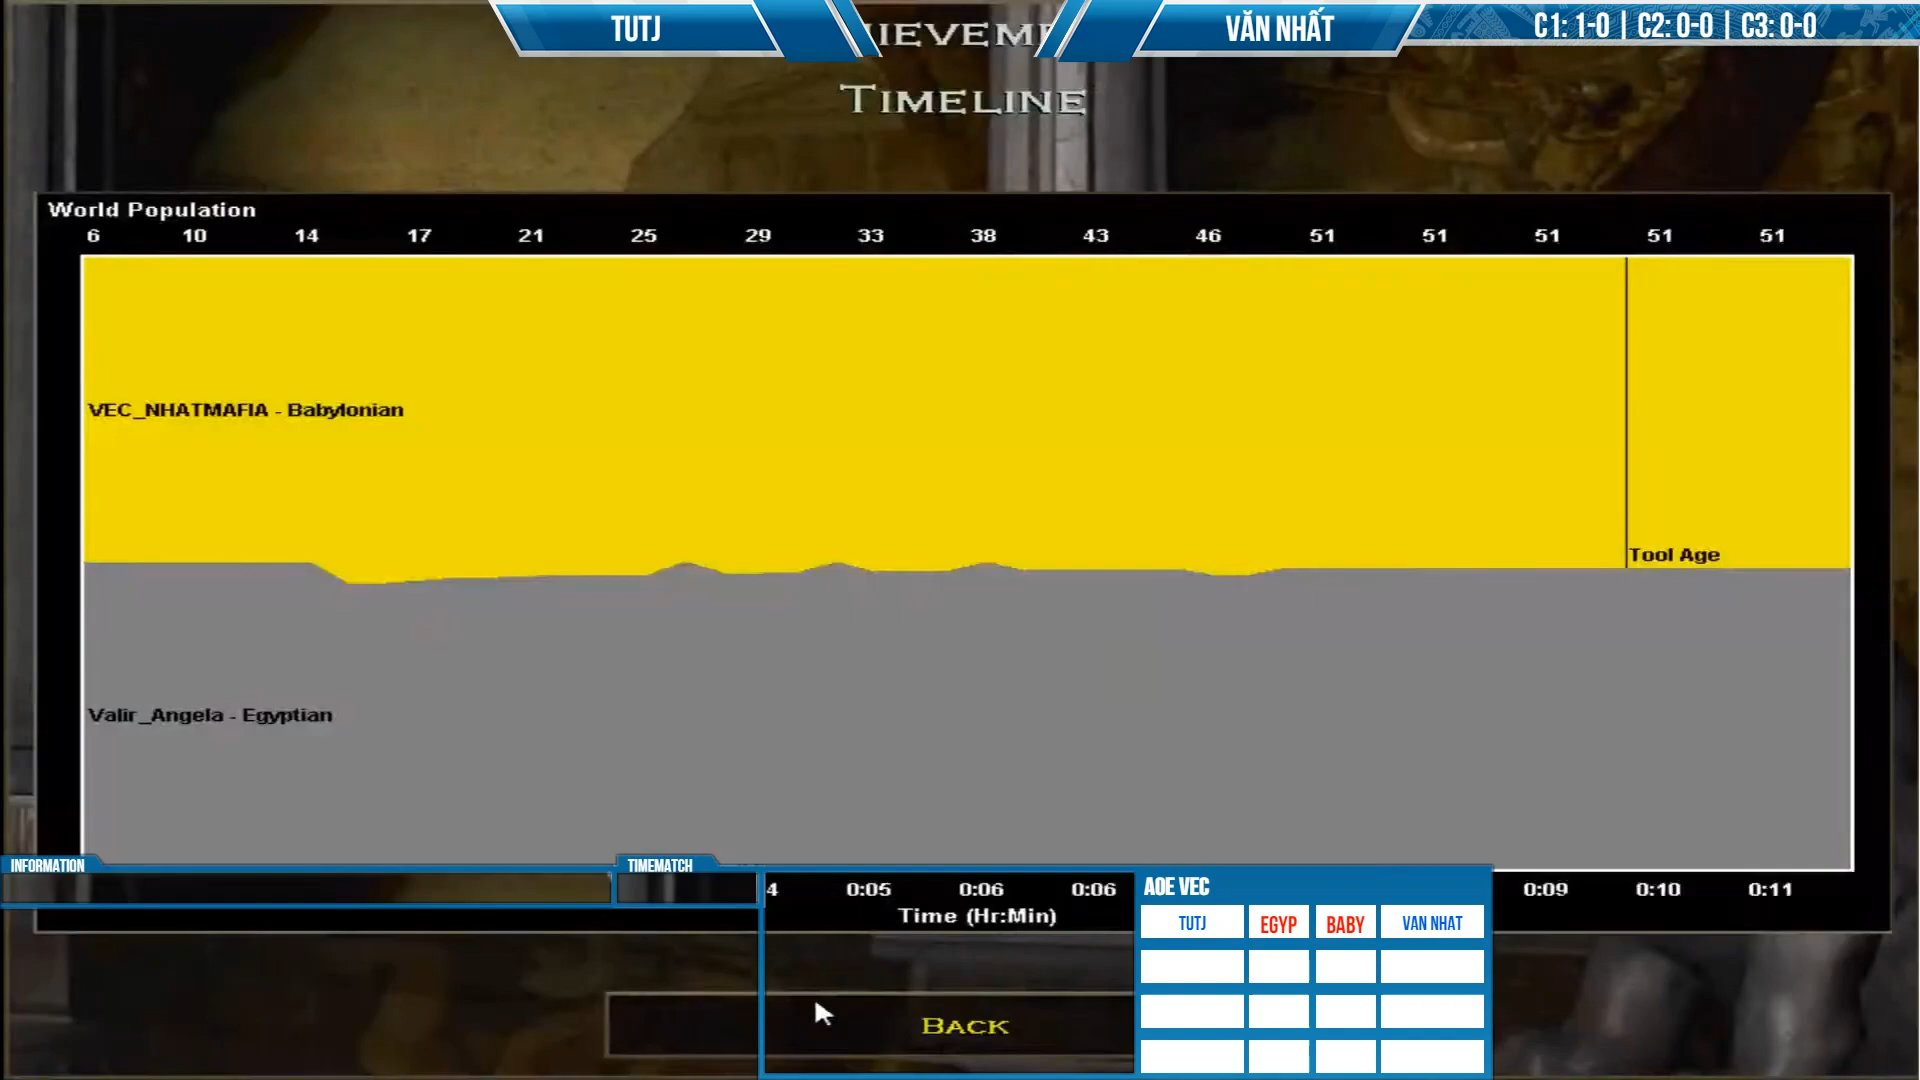 TUTJ
VĂN NHẤT
C1: 1-0 | C2: 0-0 | C3: 0-0
IEVEM
TIMELINE
World Population
6 10 14 17 21 25 29 33 38 43 46 51 51 51 51 51
VEC_NHATMAFIA - Babylonian
Tool Age
Valir_Angela - Egyptian
INFORMATION
TIMEMATCH
4 0:05 0:06 0:06 0:09 0:10 0:11
Time (Hr:Min)
AOE VEC
TUTJ EGYP BABY VAN NHAT
BACK